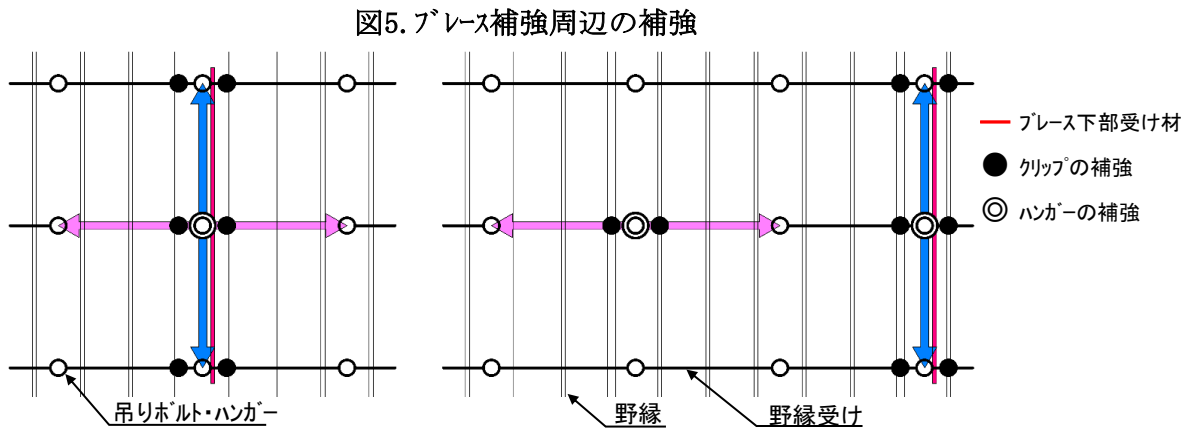 図5.ﾌﾞﾚｰｽ補強周辺の補強
ﾌﾞﾚｰｽ下部受け材
ｸﾘｯﾌﾟの補強
ﾊﾝｶﾞｰの補強
吊りﾎﾞﾙﾄ・ﾊﾝｶﾞｰ
野縁
野縁受け